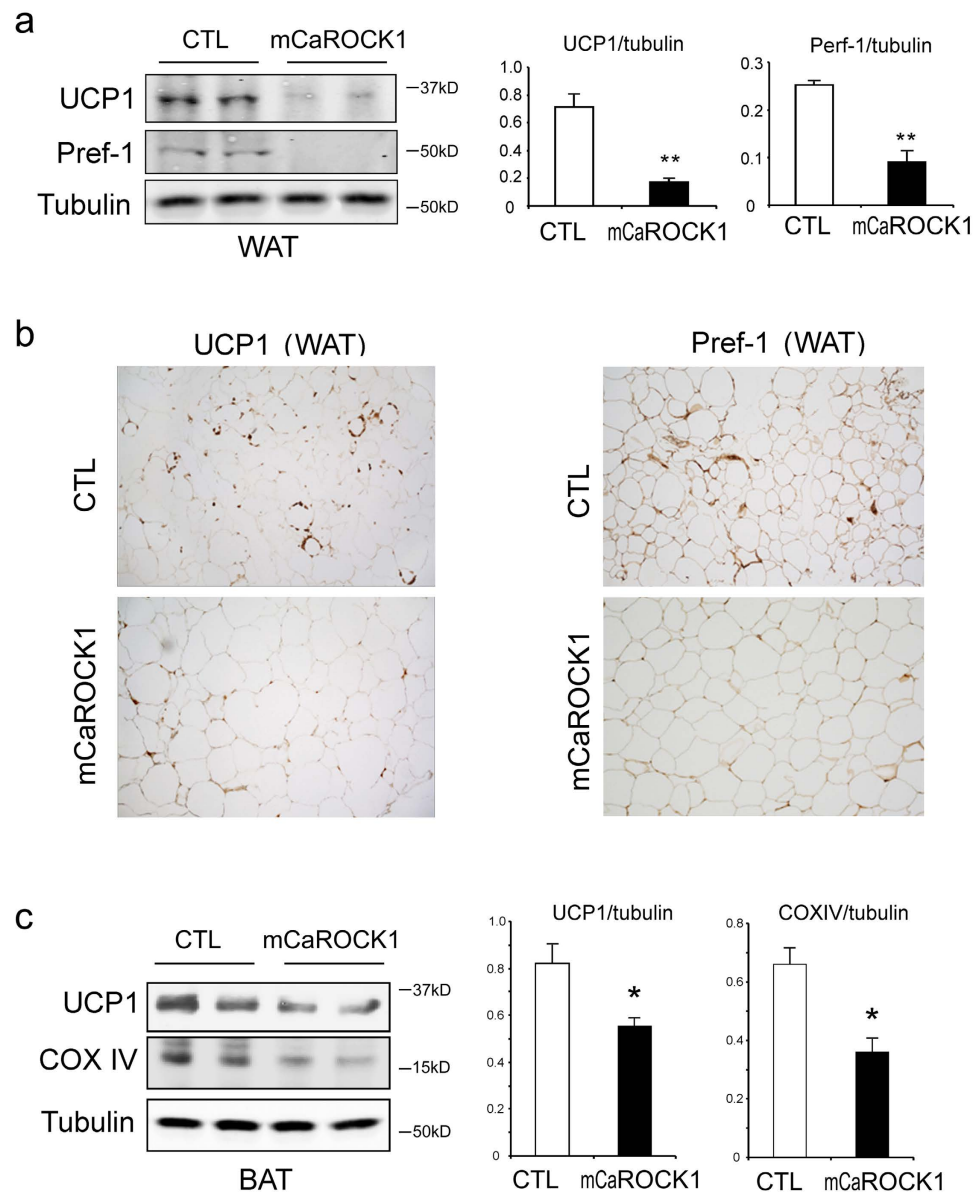 a
CTL mCaROCK1
UCP1
Pref-1
Tubulin
–37kD
–50kD
–50kD
WAT
UCP1/tubulin
1.0
0.8
0.6
0.4
0.2
0
**
CTL mCaROCK1
Perf-1/tubulin
0.3
0.2
0.1
0
**
CTL mCaROCK1
b
UCP1 (WAT)
CTL
mCaROCK1
Pref-1 (WAT)
CTL
mCaROCK1
c
CTL mCaROCK1
UCP1
COX IV
Tubulin
–37kD
–15kD
–50kD
BAT
UCP1/tubulin
1.0
0.8
0.6
0.4
0.2
0
*
CTL mCaROCK1
COXIV/tubulin
0.8
0.6
0.4
0.2
0
*
CTL mCaROCK1